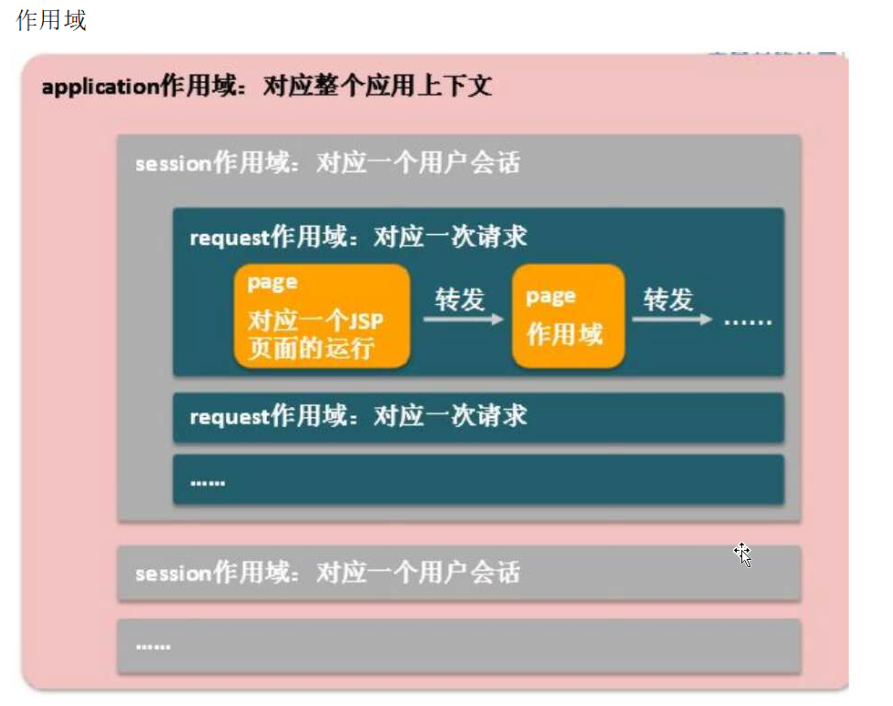 作用域
application作用域：对应整个应用上下文
session作用域：对应一个用户会话
request作用域：对应一次请求
page
对应一个JSP
页面的运行
转发
page
作用域
转发
……
request作用域：对应一次请求
……
session作用域：对应一个用户会话
……